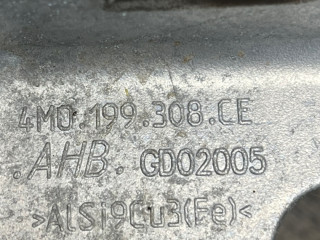 4M0.199.308.CE
.AHB. GD02005
>AlSi9Cu3(Fe)<